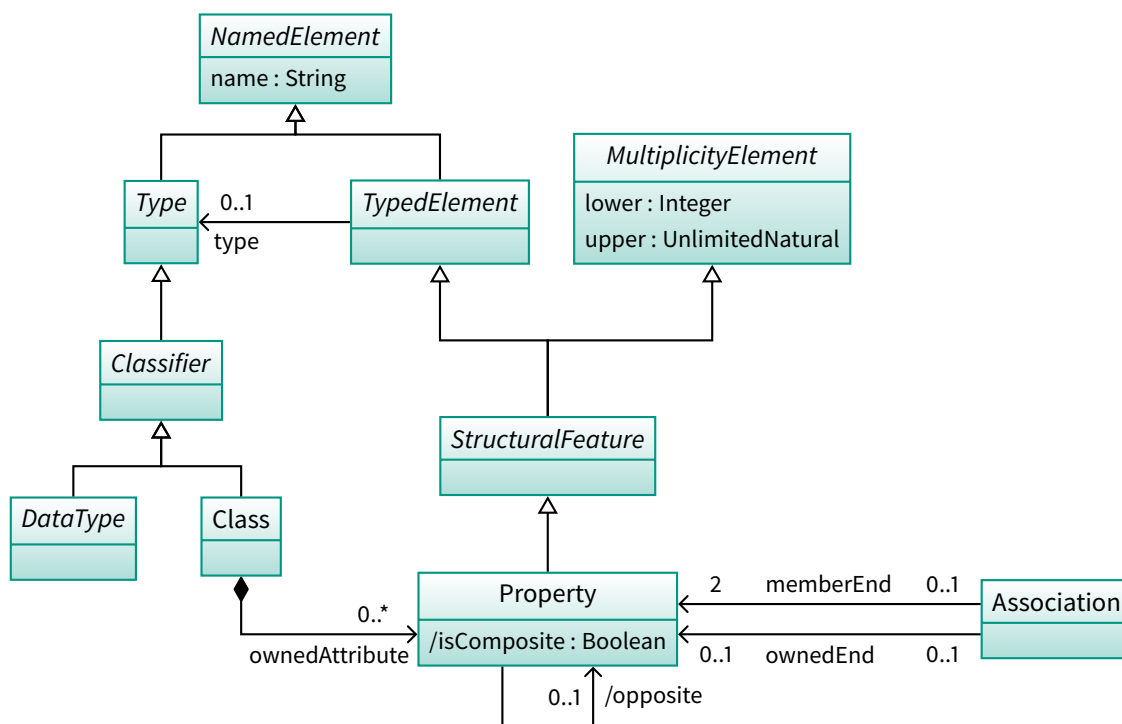 NamedElement
name : String
MultiplicityElement
lower : Integer
upper : UnlimitedNatural
Type
0..1
type
TypedElement
Classifier
StructuralFeature
DataType
Class
0..*
ownedAttribute
Property
/isComposite : Boolean
2 memberEnd 0..1
0..1 ownedEnd 0..1
Association
0..1 /opposite